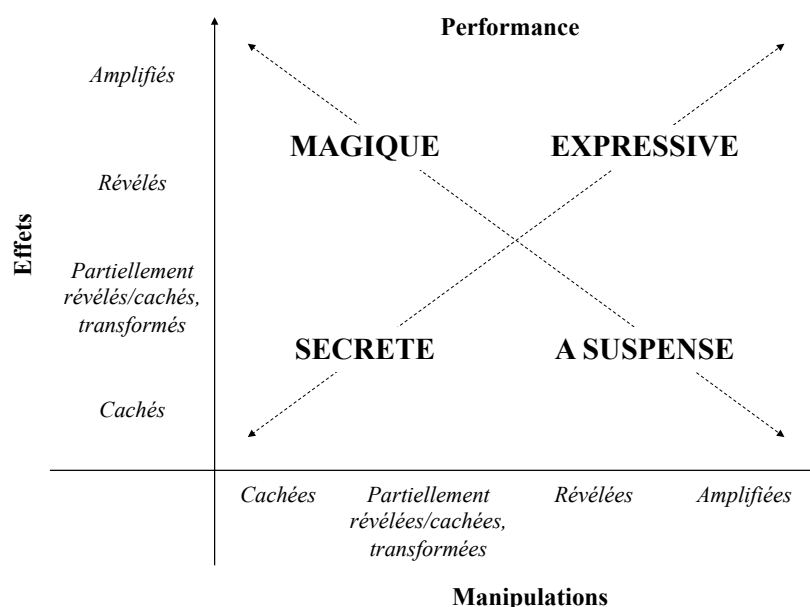 Performance
Amplifiés
MAGIQUE
EXPRESSIVE
Révélés
Effets
Partiellement
révélés/cachés,
transformés
SECRETE
A SUSPENSE
Cachés
Cachées
Partiellement
révélées/cachées,
transformées
Révélées
Amplifiées
Manipulations